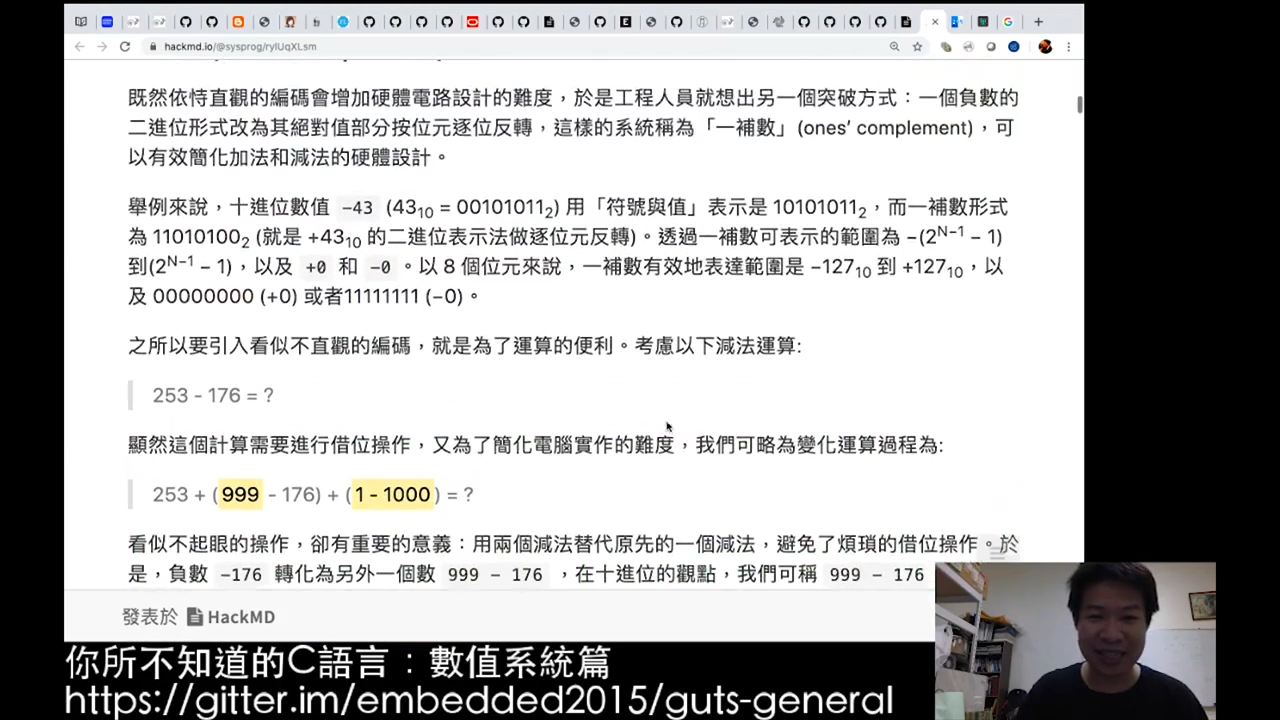 hackmd.io/@sysprog/rylUqXLsm
既然依恃直觀的編碼會增加硬體電路設計的難度，於是工程人員就想出另一個突破方式：一個負數的
二進位形式改為其絕對值部分按位元逐位反轉，這樣的系統稱為「一補數」(ones’ complement)，可
以有效簡化加法和減法的硬體設計。
舉例來說，十進位數值 −43 (43₁₀ = 00101011₂) 用「符號與值」表示是 10101011₂，而一補數形式
為 11010100₂ (就是 +43₁₀ 的二進位表示法做逐位元反轉)。透過一補數可表示的範圍為 −(2ᴺ⁻¹ − 1)
到(2ᴺ⁻¹ − 1)，以及 +0 和 −0 。以 8 個位元來說，一補數有效地表達範圍是 −127₁₀ 到 +127₁₀，以
及 00000000 (+0) 或者11111111 (−0)。
之所以要引入看似不直觀的編碼，就是為了運算的便利。考慮以下減法運算:
253 - 176 = ?
顯然這個計算需要進行借位操作，又為了簡化電腦實作的難度，我們可略為變化運算過程為:
253 + (999 - 176) + (1 - 1000) = ?
看似不起眼的操作，卻有重要的意義：用兩個減法替代原先的一個減法，避免了煩瑣的借位操作。於
是，負數 −176 轉化為另外一個數 999 − 176 ，在十進位的觀點，我們可稱 999 − 176
發表於 HackMD
你所不知道的C語言：數值系統篇
https://gitter.im/embedded2015/guts-general